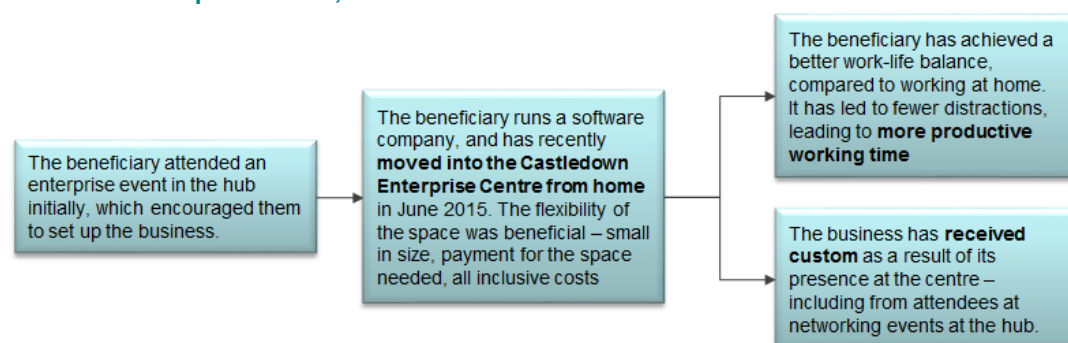 The beneficiary attended an
enterprise event in the hub
initially, which encouraged them
to set up the business.
The beneficiary runs a software
company, and has recently
moved into the Castledown
Enterprise Centre from home
in June 2015. The flexibility of
the space was beneficial – small
in size, payment for the space
needed, all inclusive costs
The beneficiary has achieved a
better work-life balance,
compared to working at home.
It has led to fewer distractions,
leading to more productive
working time
The business has received
custom as a result of its
presence at the centre –
including from attendees at
networking events at the hub.